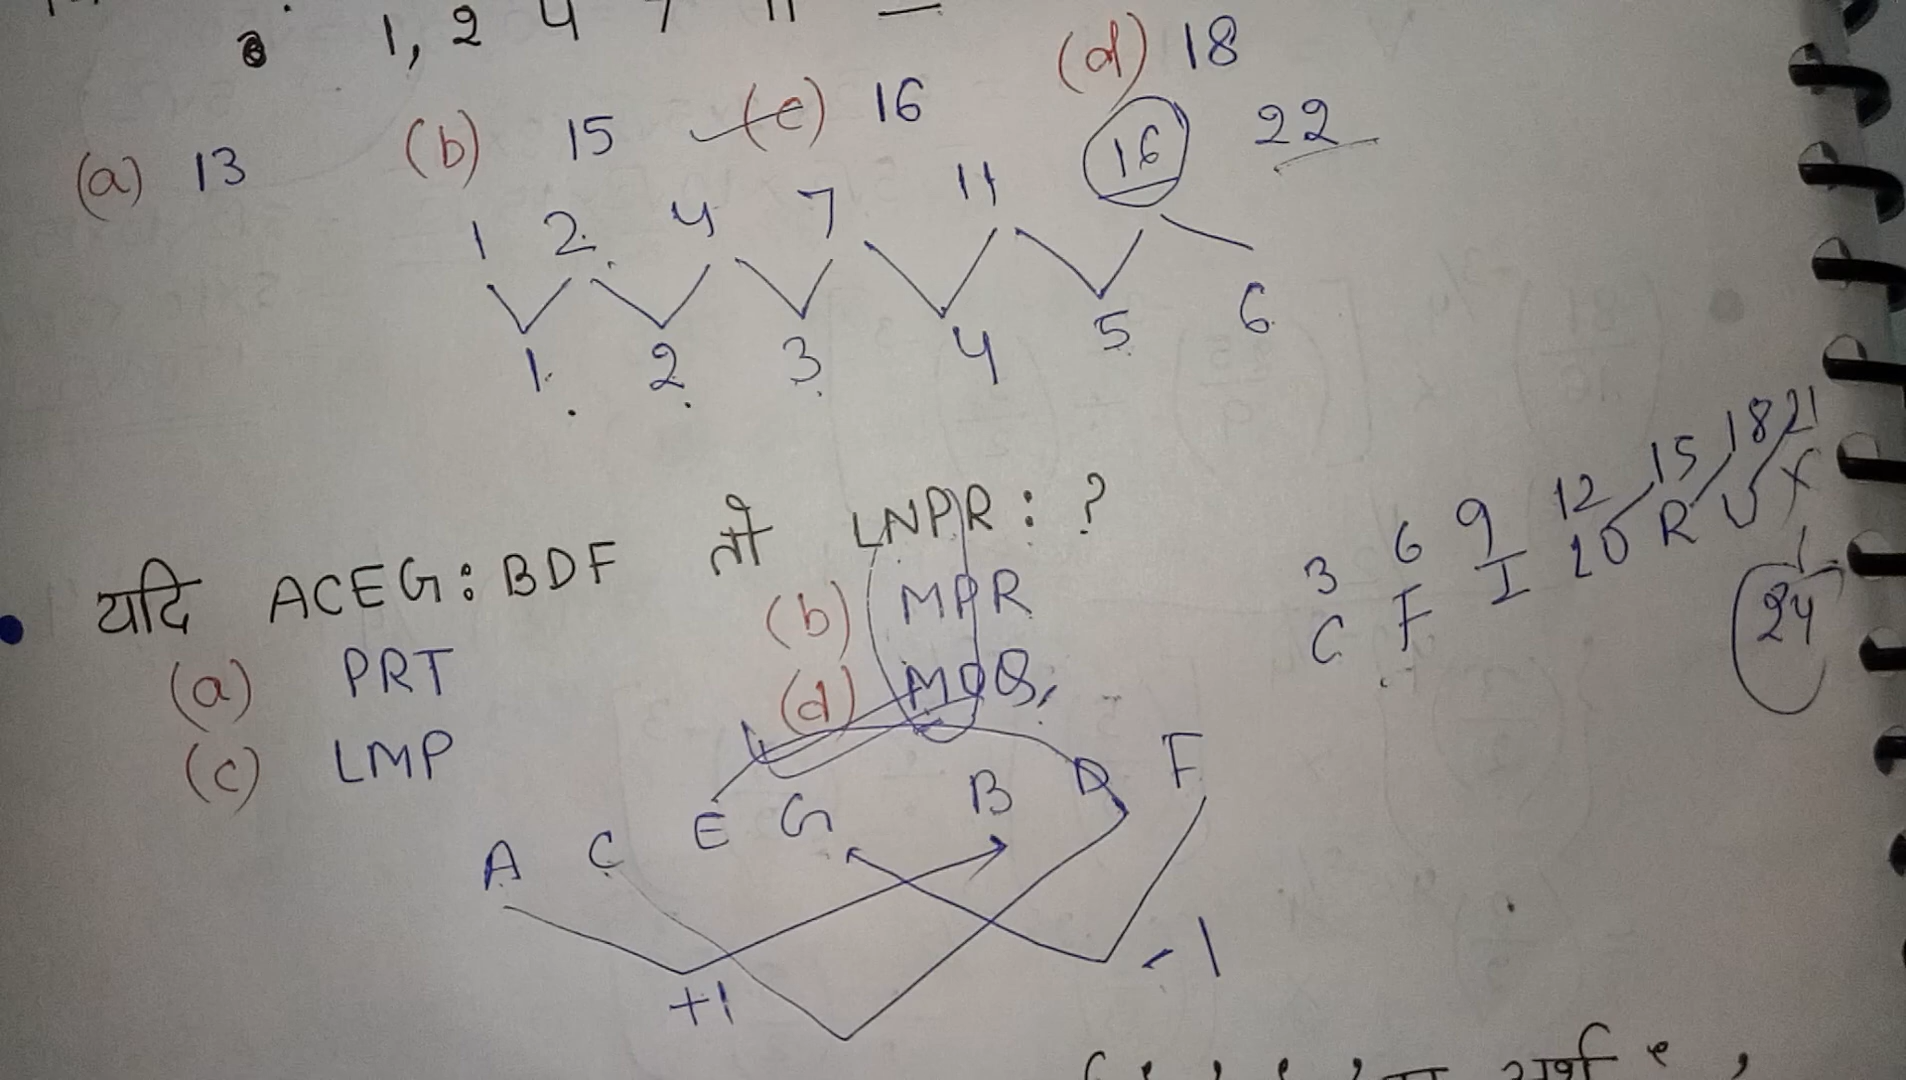 1, 2 4 7 11 —
(a) 13 (b) 15 (c) 16 (d) 18
1 2 4 7 11 16 22
1 2 3 4 5 6
यदि ACEG : BDF तो LNPR : ?
(a) PRT (b) MPR
(c) LMP (d) MOQ
A C E G B D F
+1 -1
3 6 9 12 15 18 21
C F I R U X
24